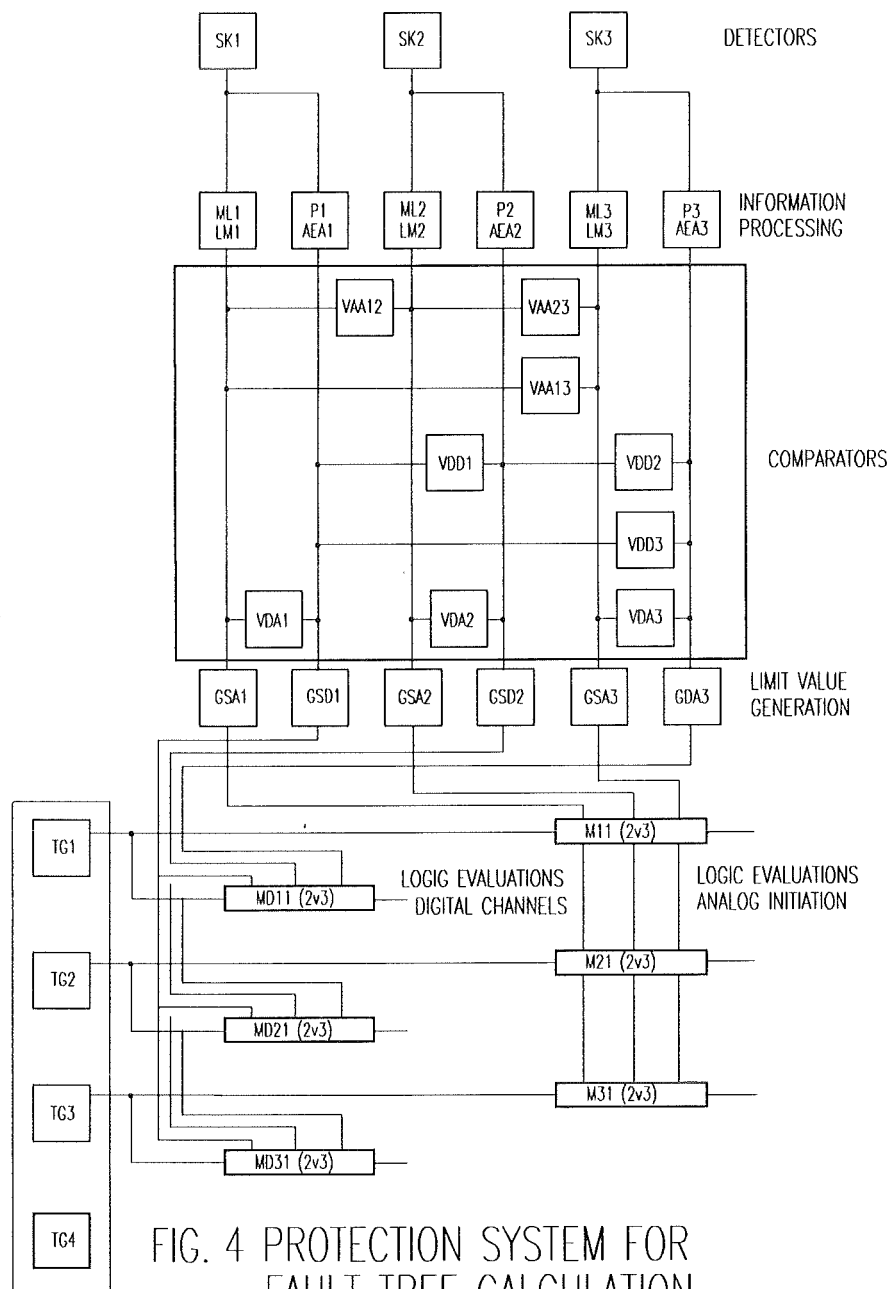 SK1 SK2 SK3 DETECTORS
ML1 LM1 P1 AEA1 ML2 LM2 P2 AEA2 ML3 LM3 P3 AEA3 INFORMATION PROCESSING
VAA12 VAA23
VAA13
VDD1 VDD2 COMPARATORS
VDD3
VDA1 VDA2 VDA3
GSA1 GSD1 GSA2 GSD2 GSA3 GDA3 LIMIT VALUE GENERATION
TG1 M11 (2v3)
MD11 (2v3) LOGIG EVALUATIONS DIGITAL CHANNELS LOGIC EVALUATIONS ANALOG INITIATION
TG2 M21 (2v3)
MD21 (2v3)
TG3 M31 (2v3)
MD31 (2v3)
TG4 FIG. 4 PROTECTION SYSTEM FOR
FAULT TREE CALCULATION